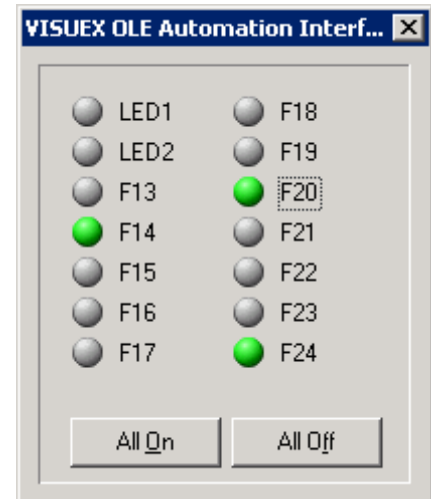 VISUEX OLE Automation Interf...
LED1
LED2
F13
F14
F15
F16
F17
F18
F19
F20
F21
F22
F23
F24
All On
All Off